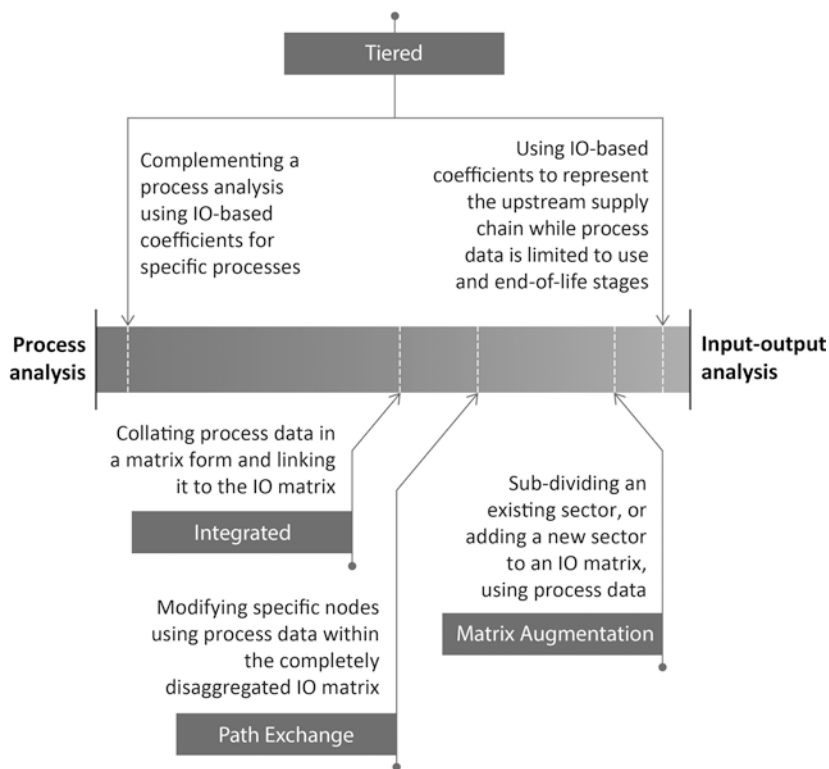 Tiered
Complementing a
process analysis
using IO-based
coefficients for
specific processes
Using IO-based
coefficients to represent
the upstream supply
chain while process
data is limited to use
and end-of-life stages
Process
analysis
Input-output
analysis
Collating process data in
a matrix form and linking
it to the IO matrix
Integrated
Sub-dividing an
existing sector, or
adding a new sector
to an IO matrix,
using process data
Matrix Augmentation
Modifying specific nodes
using process data within
the completely
disaggregated IO matrix
Path Exchange